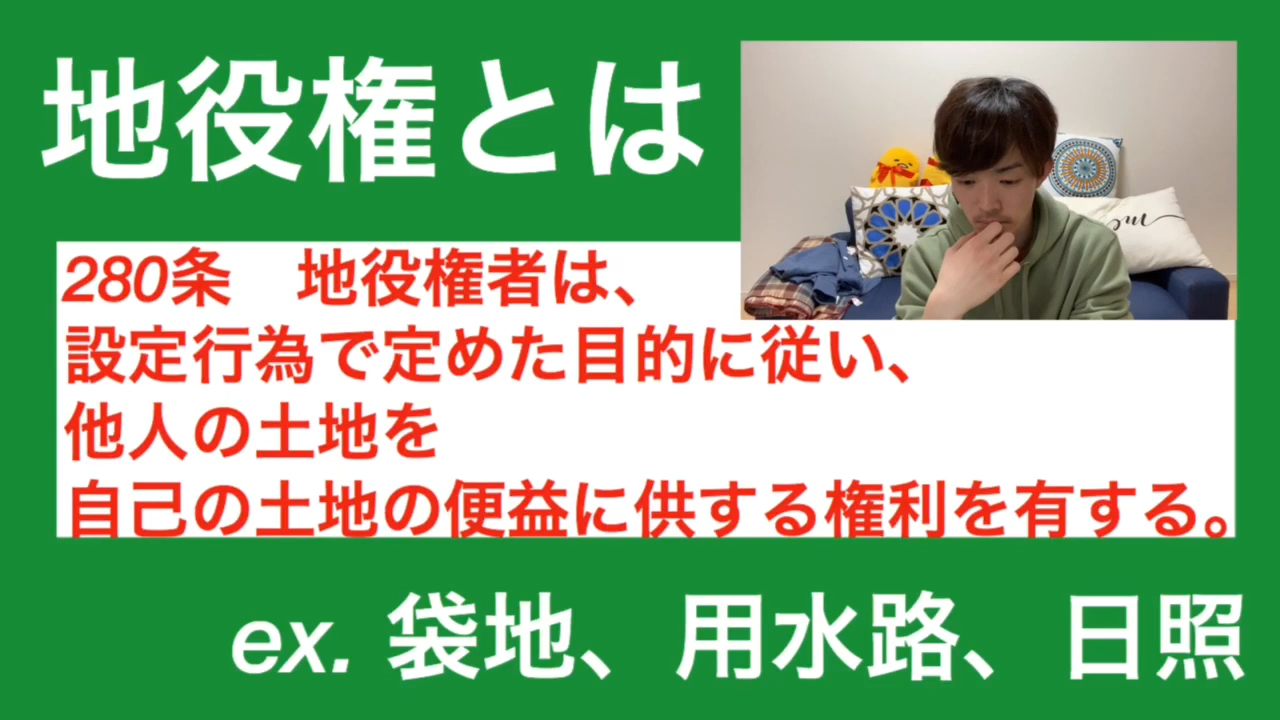 地役権とは
280条　地役権者は、
設定行為で定めた目的に従い、
他人の土地を
自己の土地の便益に供する権利を有する。
ex. 袋地、用水路、日照